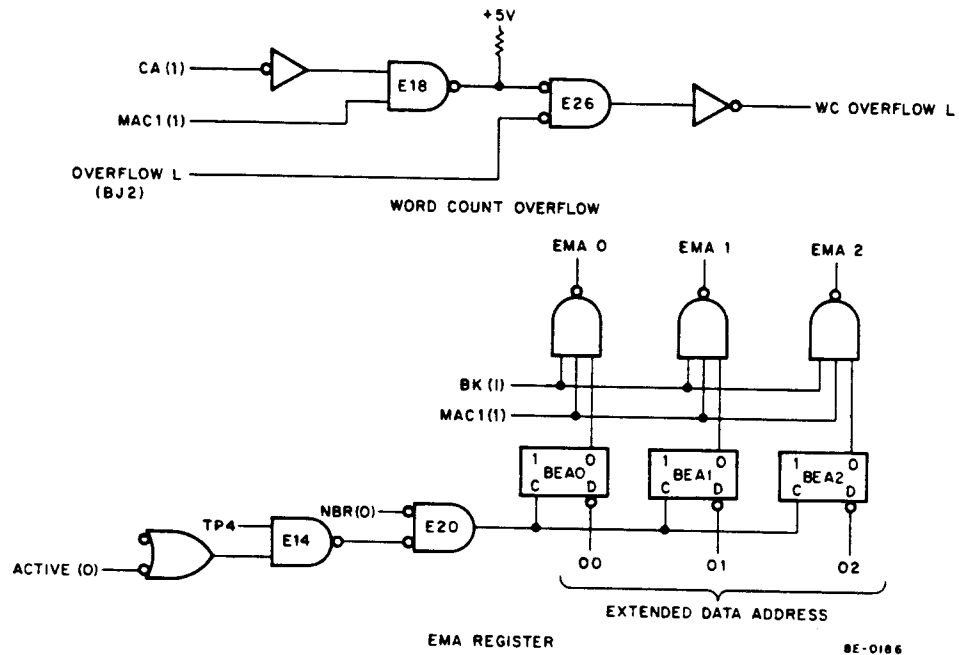 +5V
CA(1)
E18
E26
MAC1(1)
WC OVERFLOW L
OVERFLOW L
(BJ2)
WORD COUNT OVERFLOW
EMA 0 EMA 1 EMA 2
BK(1)
MAC1(1)
1 0 1 0 1 0
BEA0 BEA1 BEA2
C D C D C D
NBR(0)
TP4
E14
E20
ACTIVE (0)
00 01 02
EXTENDED DATA ADDRESS
EMA REGISTER
8E-0186